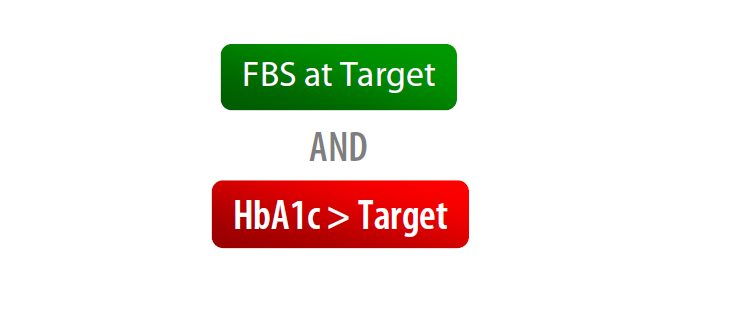 FBS at Target
AND
HbA1c > Target